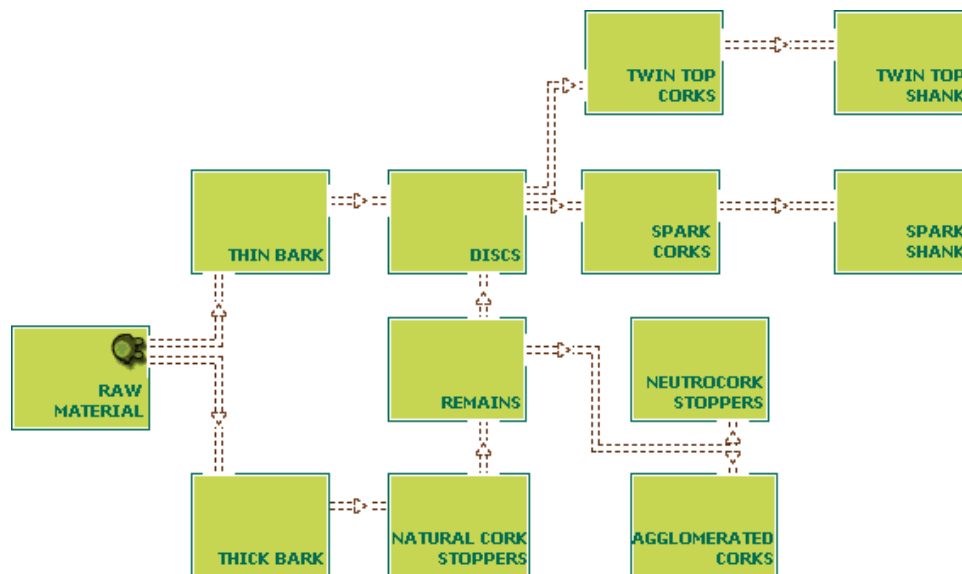 TWIN TOP
CORKS
TWIN TOP
SHANK
THIN BARK
DISCS
SPARK
CORKS
SPARK
SHANK
RAW
MATERIAL
REMAINS
NEUTROCORK
STOPPERS
THICK BARK
NATURAL CORK
STOPPERS
AGGLOMERATED
CORKS